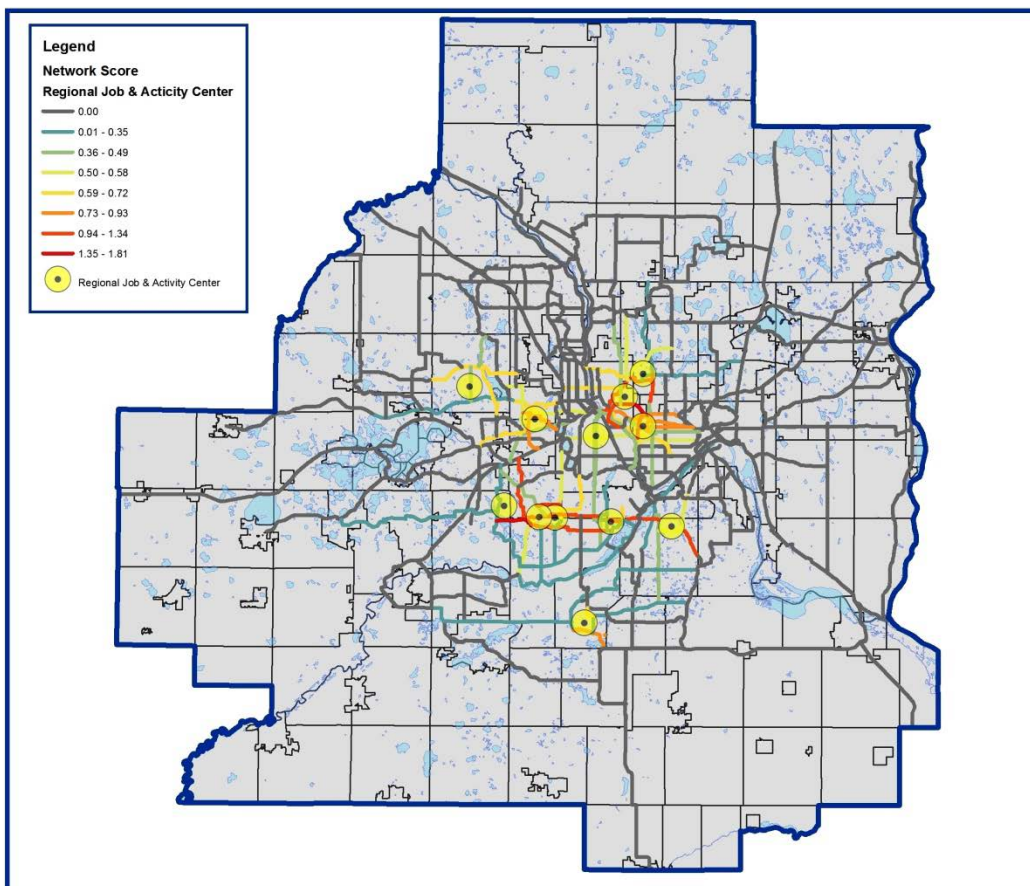 Legend
Network Score
Regional Job & Acticity Center
0.00
0.01 - 0.35
0.36 - 0.49
0.50 - 0.58
0.59 - 0.72
0.73 - 0.93
0.94 - 1.34
1.35 - 1.81
Regional Job & Activity Center